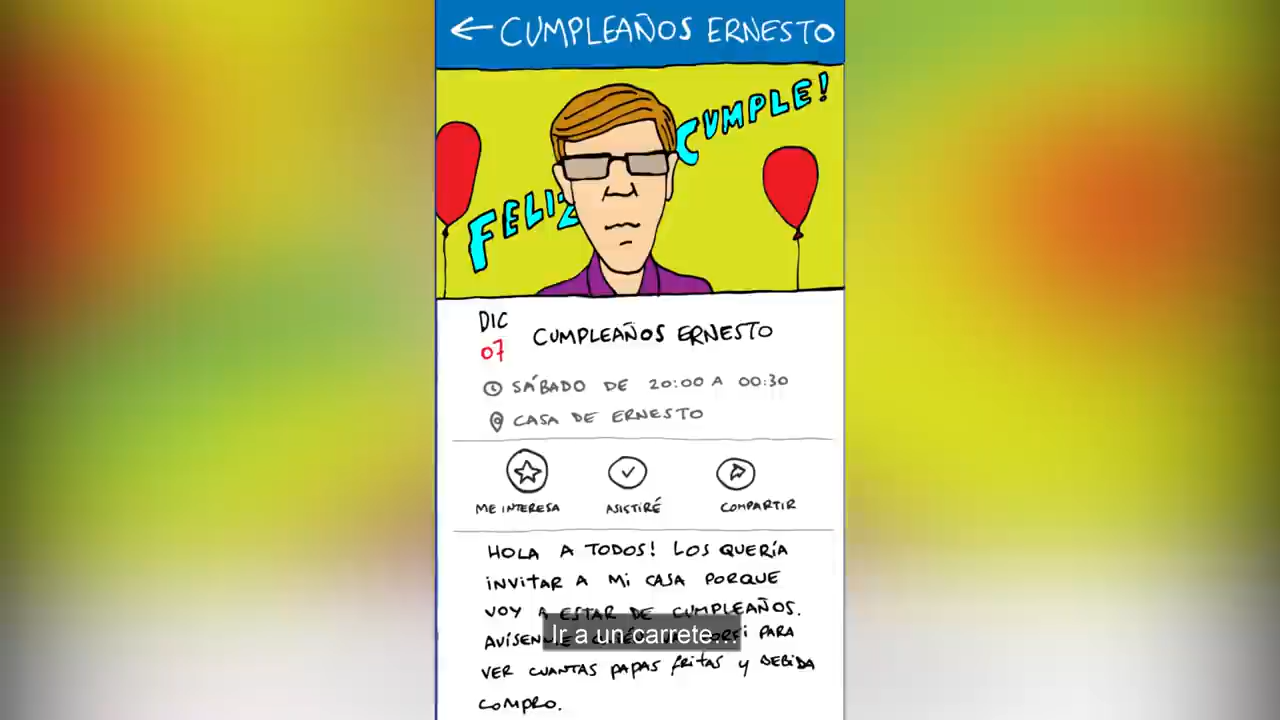 CUMPLEAÑOS ERNESTO
FELIZ CUMPLE!
DIC
07
CUMPLEAÑOS ERNESTO
SÁBADO DE 20:00 A 00:30
CASA DE ERNESTO
ME INTERESA
ASISTIRÉ
COMPARTIR
HOLA A TODOS! LOS QUERÍA
INVITAR A MI CASA PORQUE
VOY A ESTAR DE CUMPLEAÑOS.
PARA
VER CUANTAS PAPAS FRITAS Y BEBIDA
COMPRO.
Ir a un carrete...